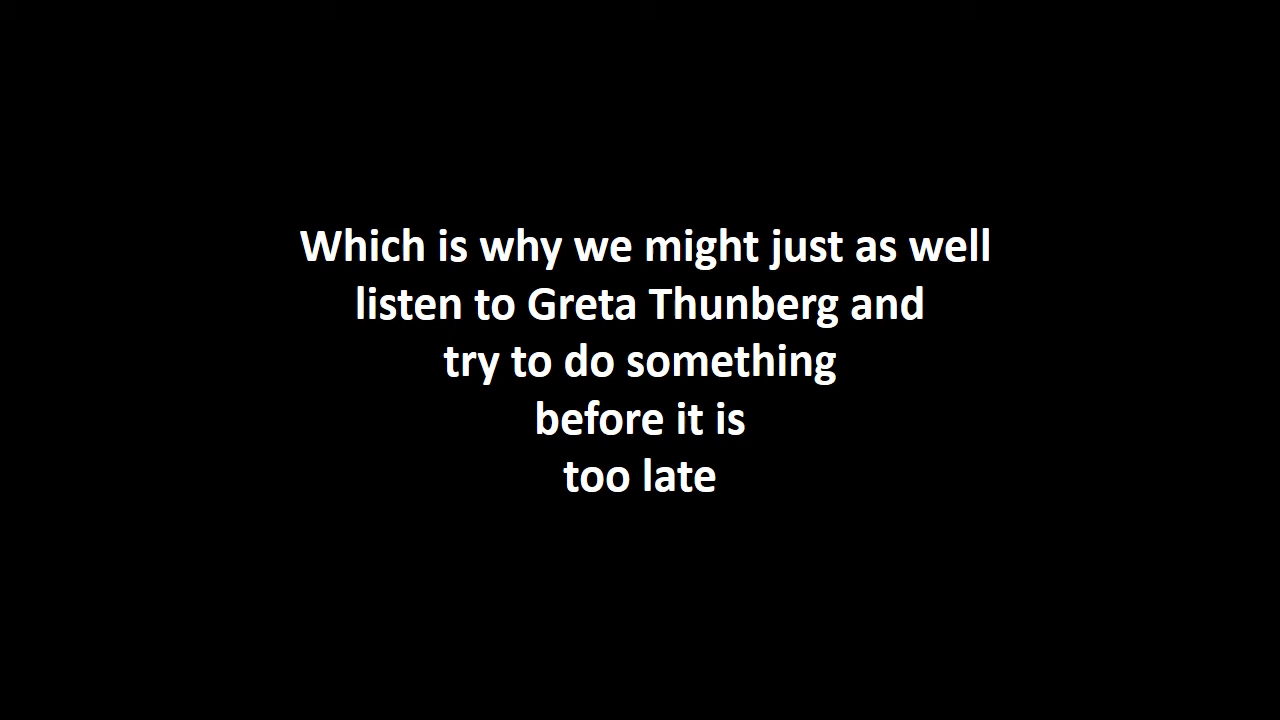 Which is why we might just as well
listen to Greta Thunberg and
try to do something
before it is
too late